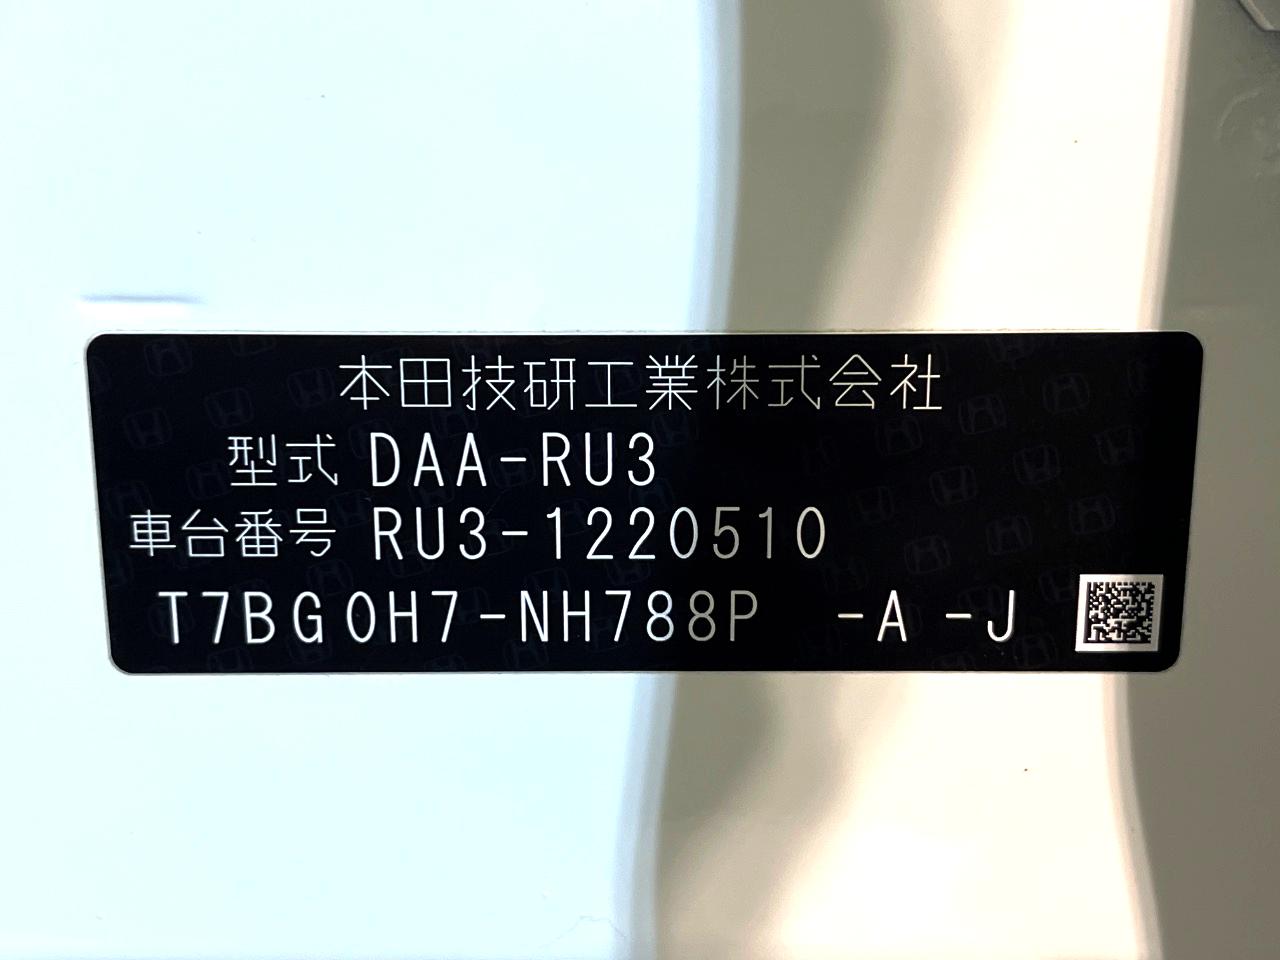 本田技研工業株式会社
型式 DAA-RU3
車台番号 RU3-1220510
T7BG0H7-NH788P -A -J